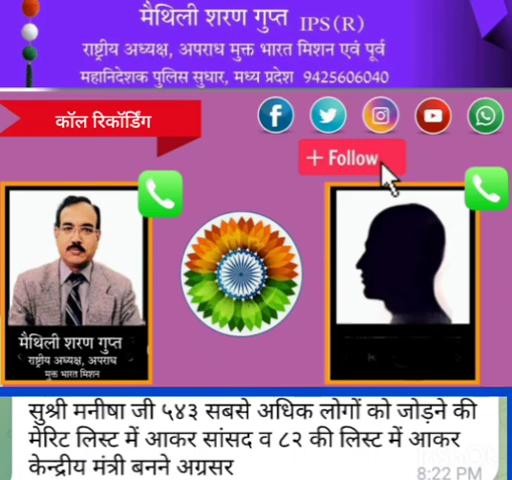 मैथिली शरण गुप्त IPS(R)
राष्ट्रीय अध्यक्ष, अपराध मुक्त भारत मिशन एवं पूर्व
महानिदेशक पुलिस सुधार, मध्य प्रदेश 9425606040
कॉल रिकॉर्डिंग
+ Follow
मैथिली शरण गुप्त
राष्ट्रीय अध्यक्ष, अपराध
मुक्त भारत मिशन
सुश्री मनीषा जी ५४३ सबसे अधिक लोगों को जोड़ने की
मेरिट लिस्ट में आकर सांसद व ८२ की लिस्ट में आकर
केन्द्रीय मंत्री बनने अग्रसर
8:22 PM